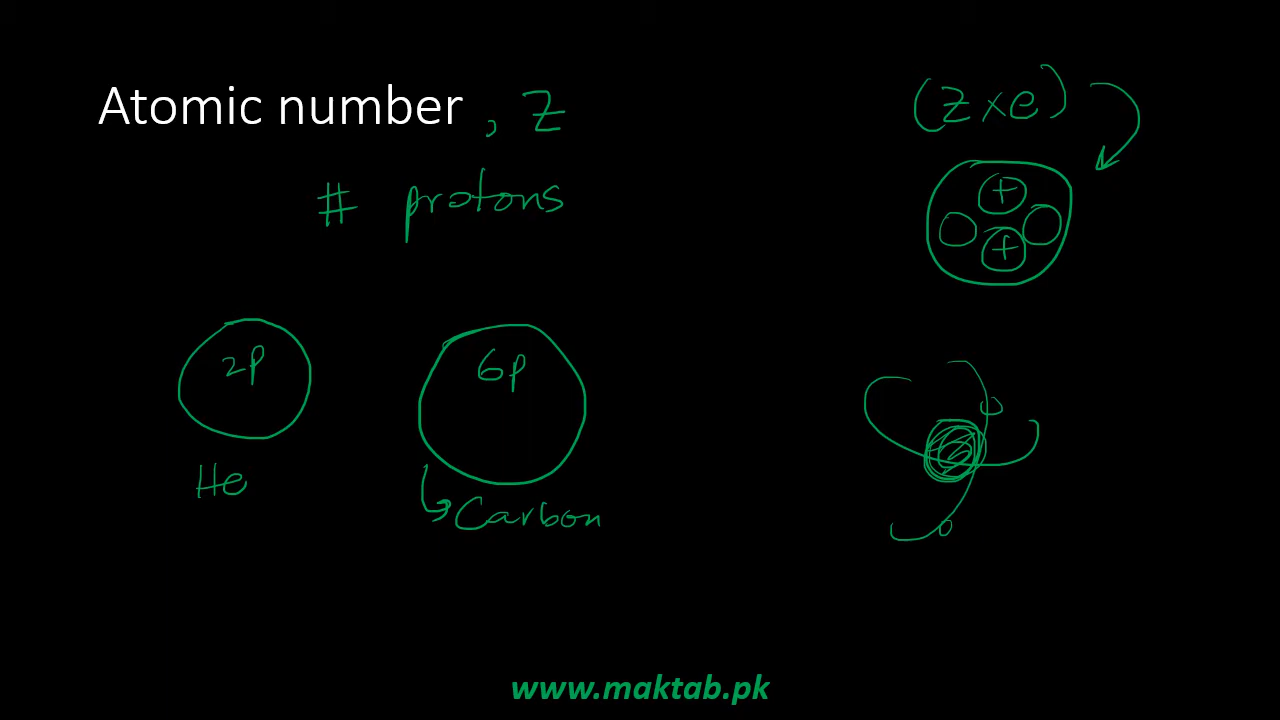 Atomic number, Z
# protons
(Z×e)
+
+
2p
6p
He
Carbon
www.maktab.pk